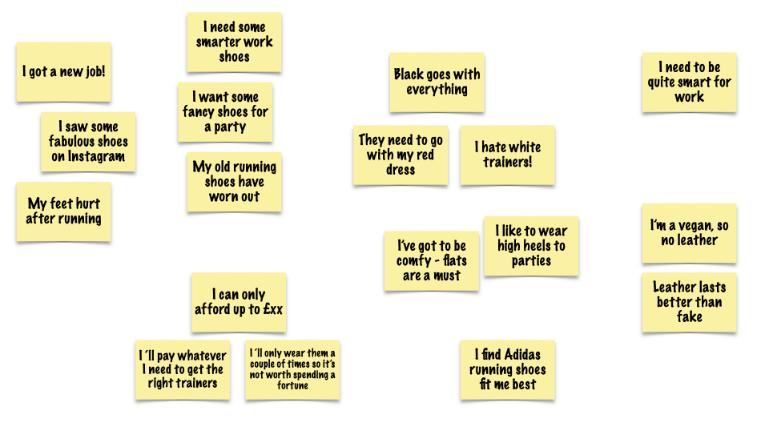 I got a new job!
I saw some
fabulous shoes
on Instagram
My feet hurt
after running
I need some
smarter work
shoes
I want some
fancy shoes for
a party
My old running
shoes have
worn out
I can only
afford up to £xx
I ´ll pay whatever
I need to get the
right trainers
I ´ll only wear them a
couple of times so it's
not worth spending a
fortune
Black goes with
everything
They need to go
with my red
dress
I hate white
trainers!
I've got to be
comfy - flats
are a must
I like to wear
high heels to
parties
I find Adidas
running shoes
fit me best
I need to be
quite smart for
work
I'm a vegan, so
no leather
Leather lasts
better than
fake